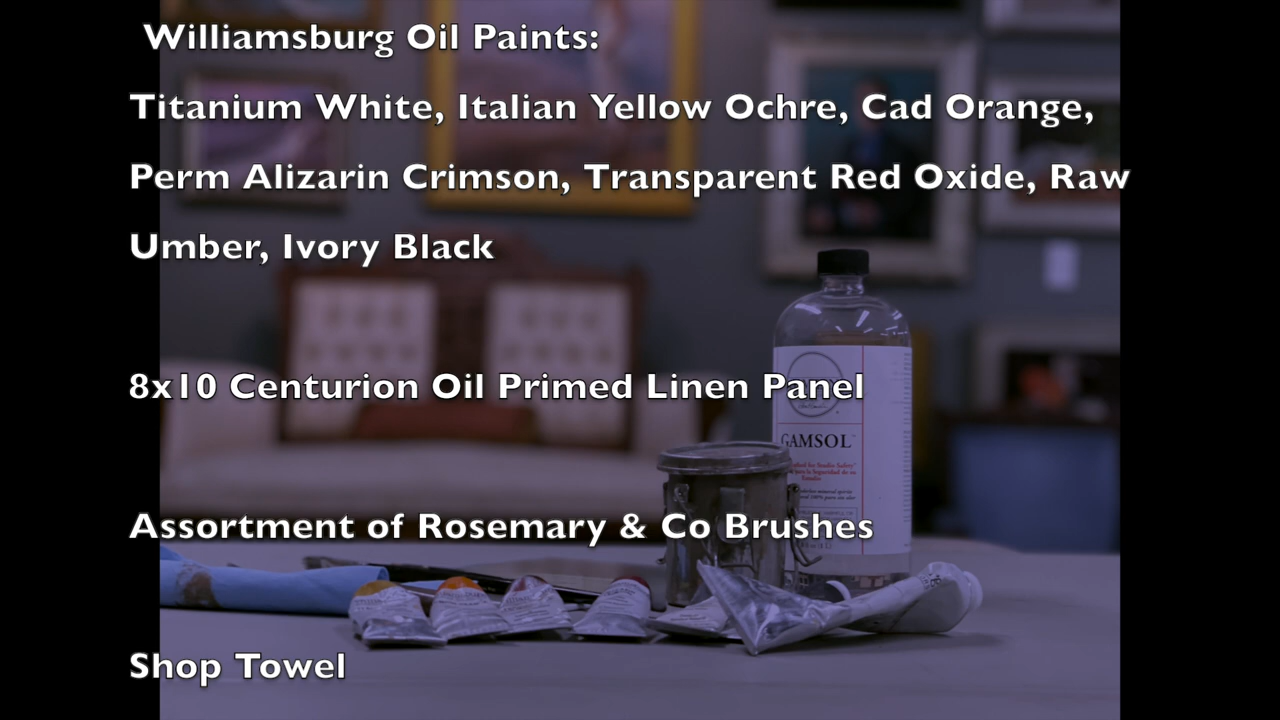 Williamsburg Oil Paints:
Titanium White, Italian Yellow Ochre, Cad Orange,
Perm Alizarin Crimson, Transparent Red Oxide, Raw
Umber, Ivory Black
8x10 Centurion Oil Primed Linen Panel
GAMSOL
Assortment of Rosemary & Co Brushes
Shop Towel